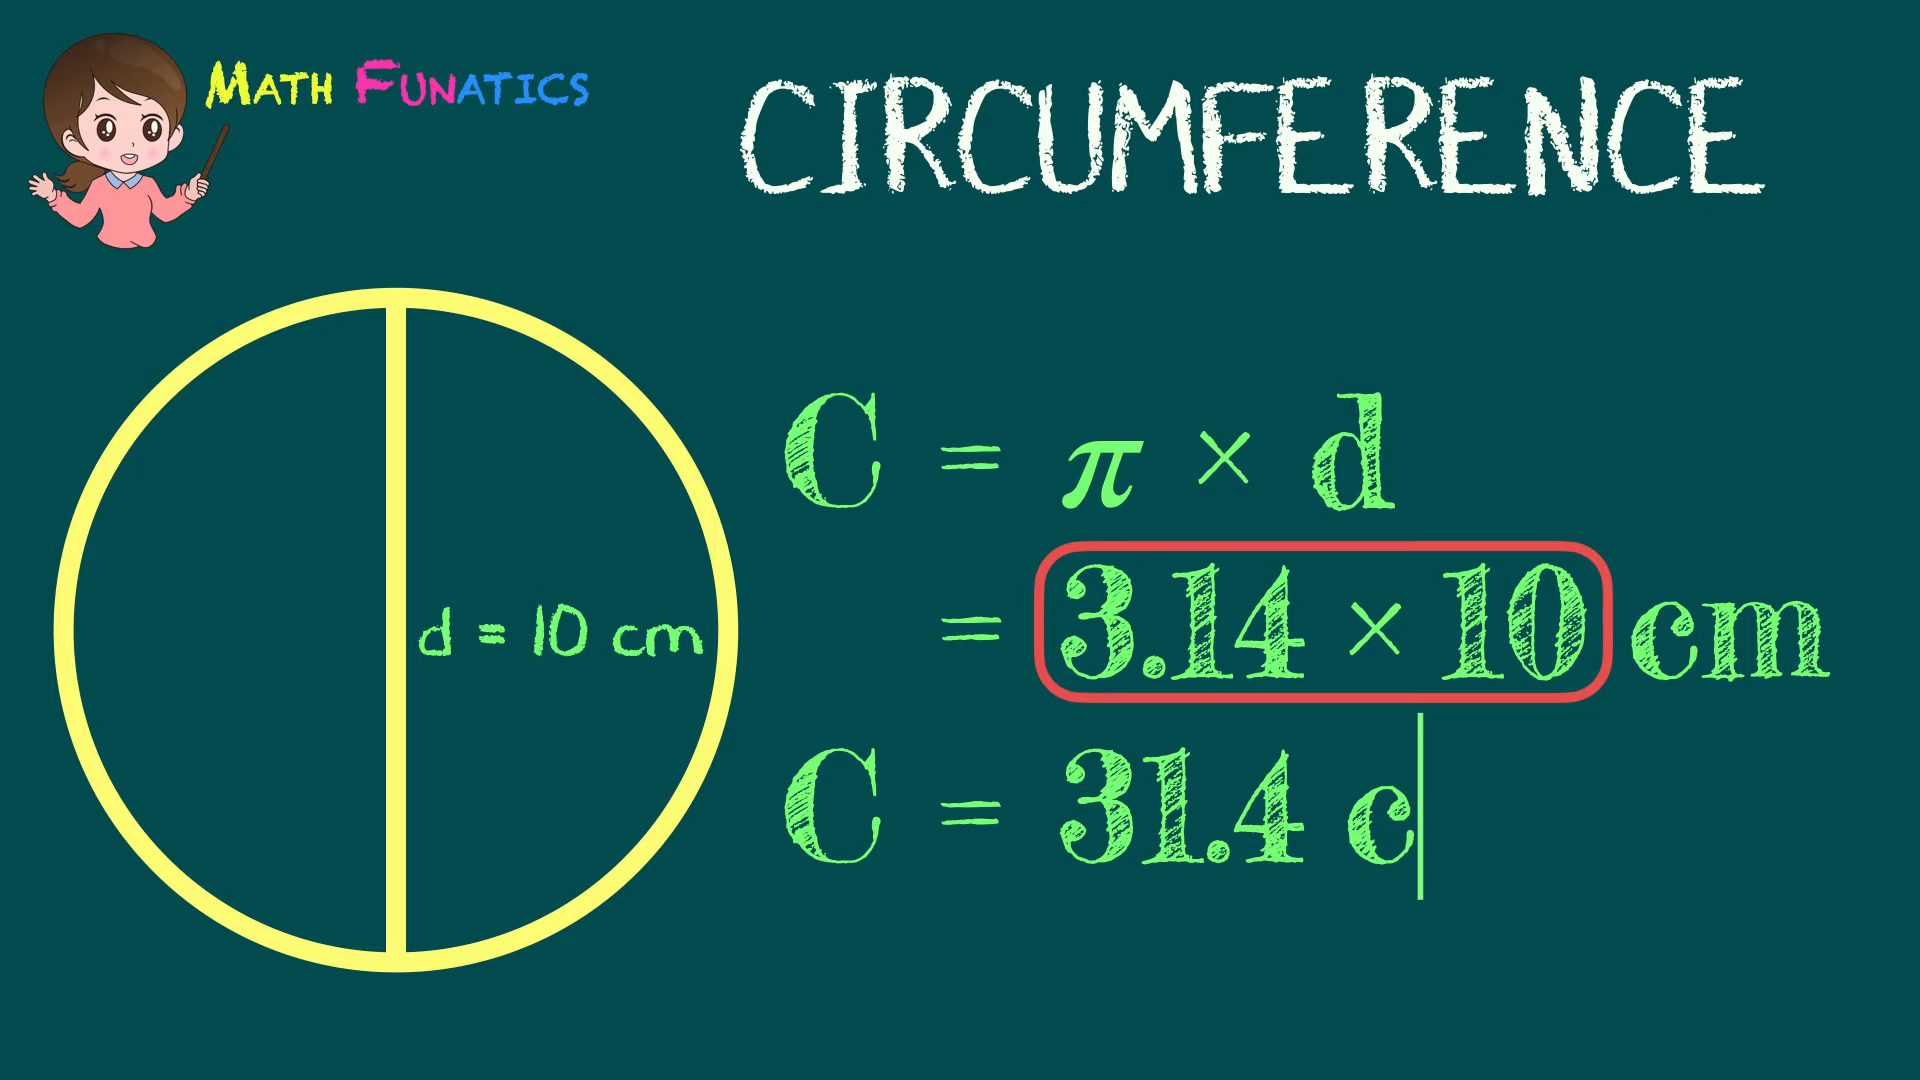 MATH FUNATICS
CIRCUMFERENCE
C = π × d
d = 10 cm
= 3.14 × 10 cm
C = 31.4 c